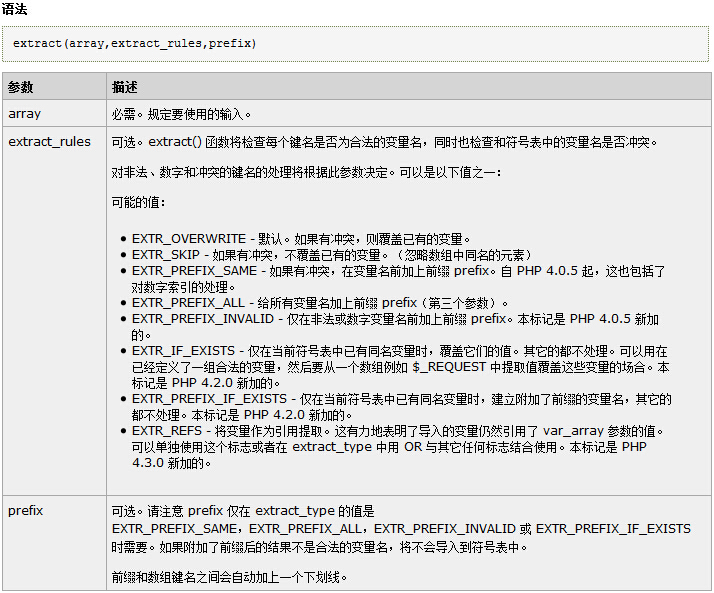 语法
extract(array,extract_rules,prefix)
参数 描述
array 必需。规定要使用的输入。
extract_rules 可选。extract() 函数将检查每个键名是否为合法的变量名，同时也检查和符号表中的变量名是否冲突。
对非法、数字和冲突的键名的处理将根据此参数决定。可以是以下值之一：
可能的值：
• EXTR_OVERWRITE - 默认。如果有冲突，则覆盖已有的变量。
• EXTR_SKIP - 如果有冲突，不覆盖已有的变量。（忽略数组中同名的元素）
• EXTR_PREFIX_SAME - 如果有冲突，在变量名前加上前缀 prefix。自 PHP 4.0.5 起，这也包括了
对数字索引的处理。
• EXTR_PREFIX_ALL - 给所有变量名加上前缀 prefix（第三个参数）。
• EXTR_PREFIX_INVALID - 仅在非法或数字变量名前加上前缀 prefix。本标记是 PHP 4.0.5 新加
的。
• EXTR_IF_EXISTS - 仅在当前符号表中已有同名变量时，覆盖它们的值。其它的都不处理。可以用在
已经定义了一组合法的变量，然后要从一个数组例如 $_REQUEST 中提取值覆盖这些变量的场合。本
标记是 PHP 4.2.0 新加的。
• EXTR_PREFIX_IF_EXISTS - 仅在当前符号表中已有同名变量时，建立附加了前缀的变量名，其它的
都不处理。本标记是 PHP 4.2.0 新加的。
• EXTR_REFS - 将变量作为引用提取。这有力地表明了导入的变量仍然引用了 var_array 参数的值。
可以单独使用这个标志或者在 extract_type 中用 OR 与其它任何标志结合使用。本标记是 PHP
4.3.0 新加的。
prefix 可选。请注意 prefix 仅在 extract_type 的值是
EXTR_PREFIX_SAME，EXTR_PREFIX_ALL，EXTR_PREFIX_INVALID 或 EXTR_PREFIX_IF_EXISTS
时需要。如果附加了前缀后的结果不是合法的变量名，将不会导入到符号表中。
前缀和数组键名之间会自动加上一个下划线。